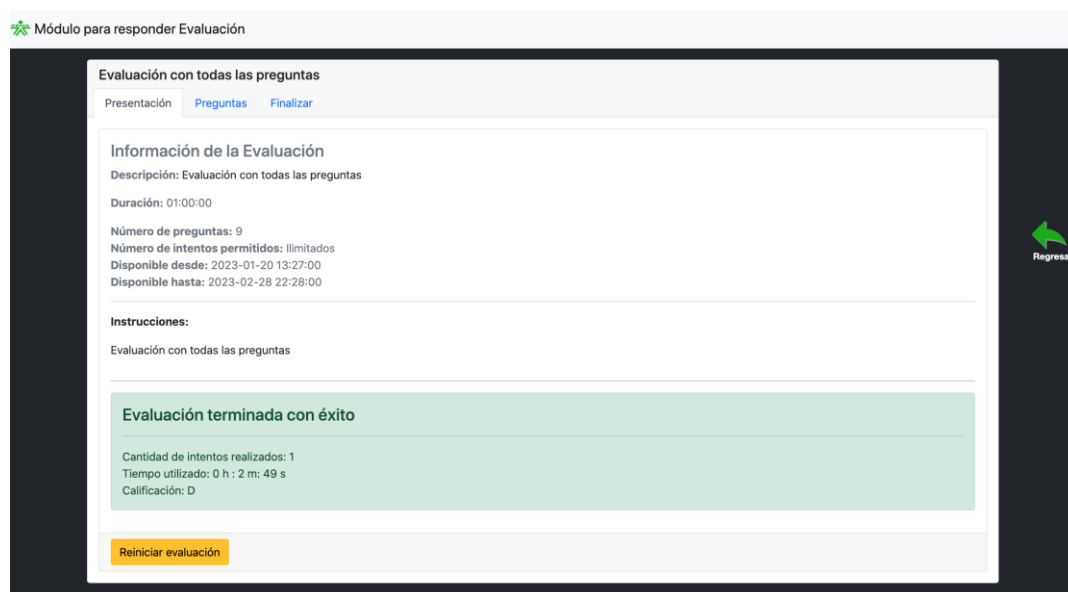 Módulo para responder Evaluación
Evaluación con todas las preguntas
Presentación Preguntas Finalizar
Información de la Evaluación
Descripción: Evaluación con todas las preguntas
Duración: 01:00:00
Número de preguntas: 9
Número de intentos permitidos: Ilimitados
Disponible desde: 2023-01-20 13:27:00
Disponible hasta: 2023-02-28 22:28:00
Regresa
Instrucciones:
Evaluación con todas las preguntas
Evaluación terminada con éxito
Cantidad de intentos realizados: 1
Tiempo utilizado: 0 h : 2 m: 49 s
Calificación: D
Reiniciar evaluación